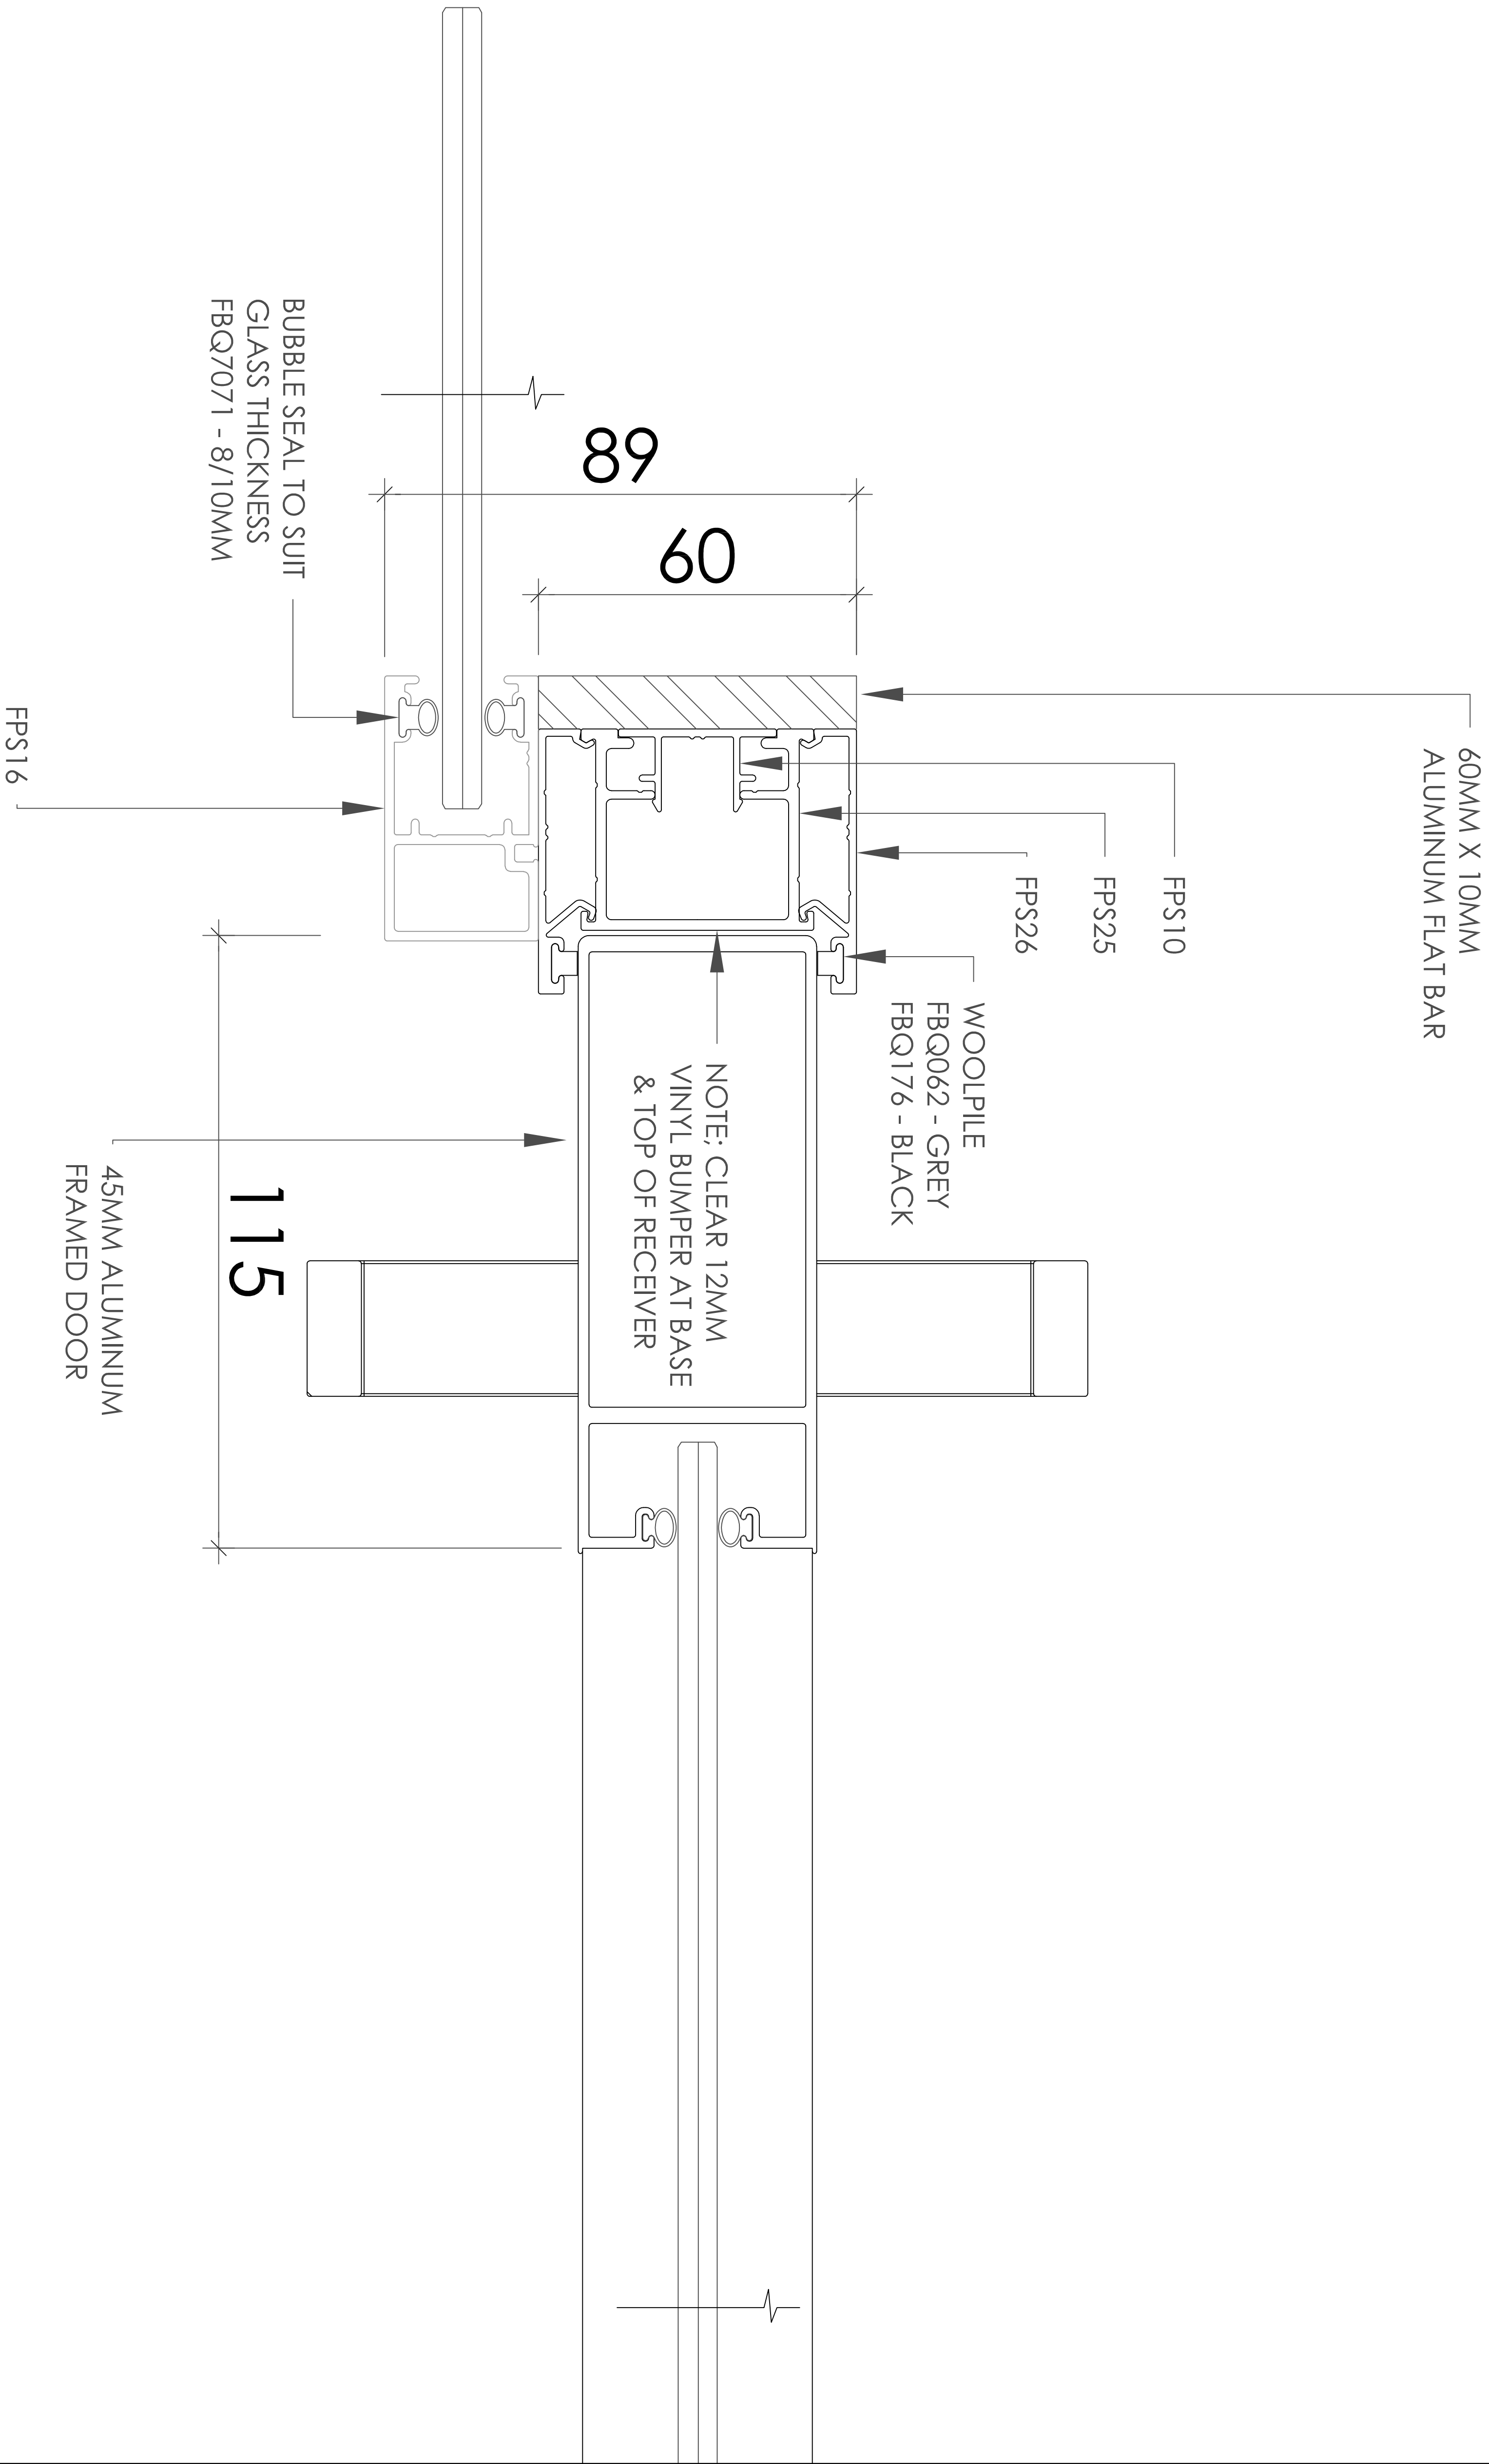 60MM X 10MM
ALUMINUM FLAT BAR
FPS10
FPS25
FPS26
WOOLPILE
FBQ062 - GREY
FBQ176 - BLACK
NOTE; CLEAR 12MM
VINYL BUMPER AT BASE
& TOP OF RECEIVER
89
60
BUBBLE SEAL TO SUIT
GLASS THICKNESS
FBQ7071 - 8/10MM
115
45MM ALUMINUM
FRAMED DOOR
FPS16